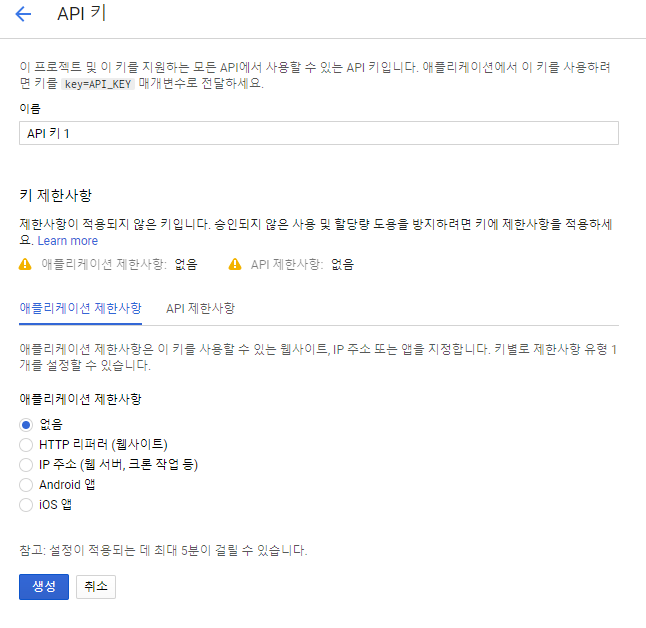 API 키
이 프로젝트 및 이 키를 지원하는 모든 API에서 사용할 수 있는 API 키입니다. 애플리케이션에서 이 키를 사용하려
면 키를 key=API_KEY 매개변수로 전달하세요.
이름
API 키 1
키 제한사항
제한사항이 적용되지 않은 키입니다. 승인되지 않은 사용 및 할당량 도용을 방지하려면 키에 제한사항을 적용하세
요. Learn more
애플리케이션 제한사항: 없음 API 제한사항: 없음
애플리케이션 제한사항 API 제한사항
애플리케이션 제한사항은 이 키를 사용할 수 있는 웹사이트, IP 주소 또는 앱을 지정합니다. 키별로 제한사항 유형 1
개를 설정할 수 있습니다.
애플리케이션 제한사항
없음
HTTP 리퍼러 (웹사이트)
IP 주소 (웹 서버, 크론 작업 등)
Android 앱
iOS 앱
참고: 설정이 적용되는 데 최대 5분이 걸릴 수 있습니다.
생성 취소